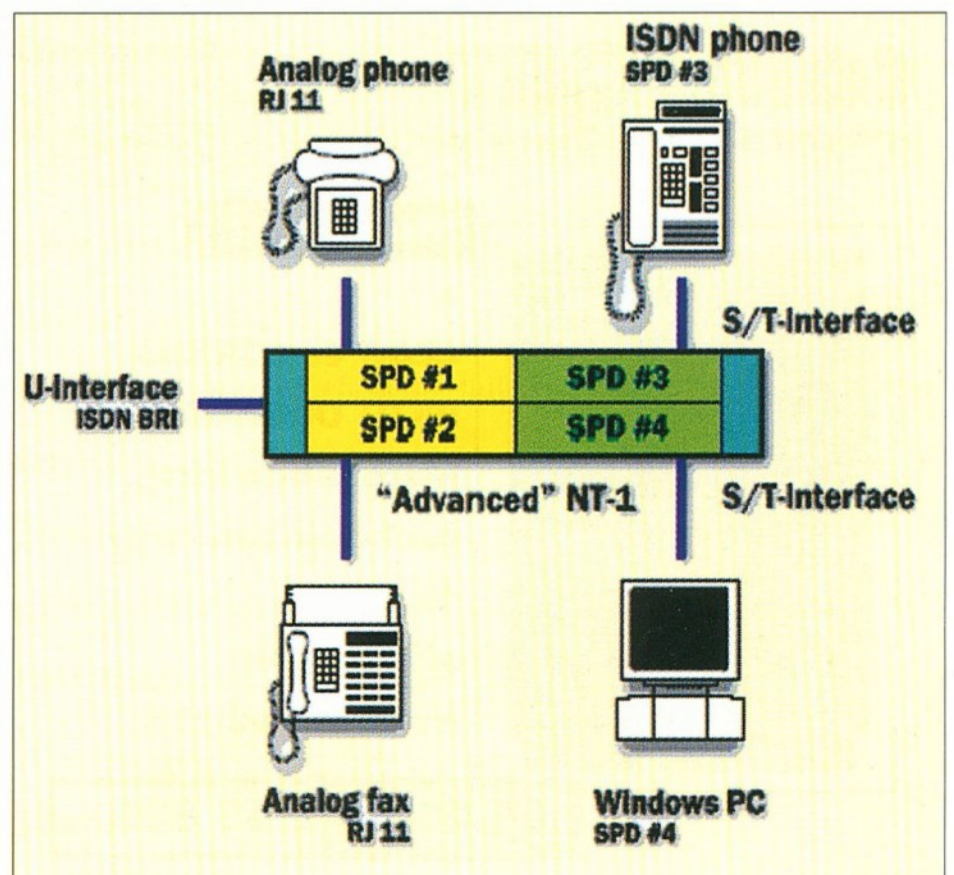 Analog phone
RJ 11
ISDN phone
SPD #3
S/T-Interface
U-Interface
ISDN BRI
SPD #1
SPD #3
SPD #2
SPD #4
"Advanced" NT-1
S/T-Interface
Analog fax
RJ 11
Windows PC
SPD #4